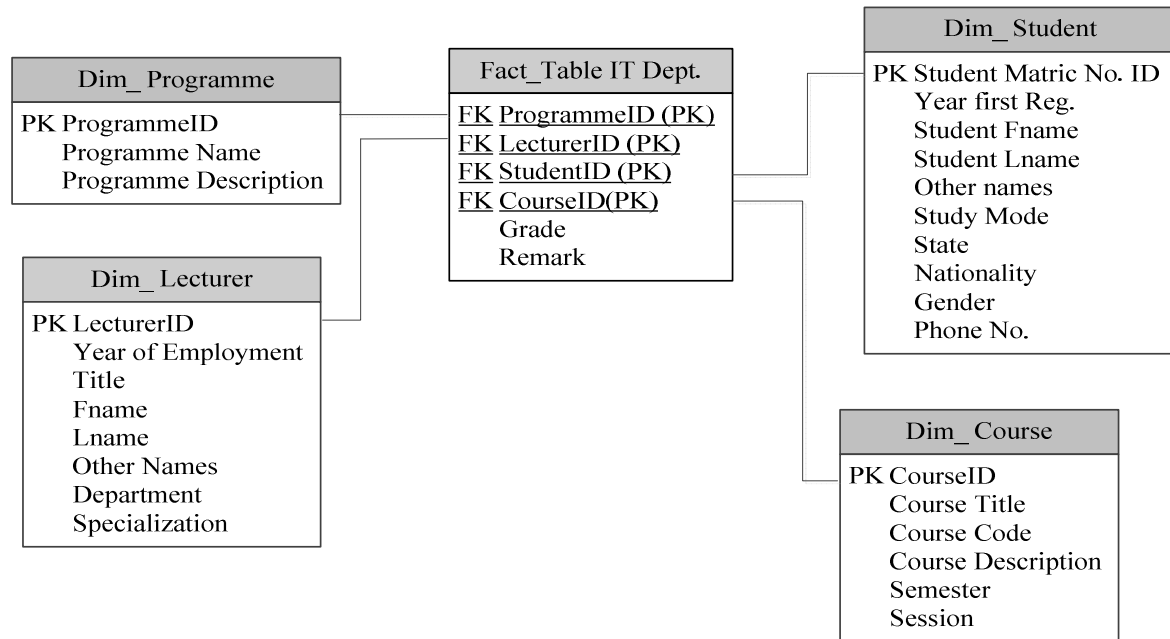 Dim_ Programme
PK ProgrammeID
Programme Name
Programme Description
Dim_ Lecturer
PK LecturerID
Year of Employment
Title
Fname
Lname
Other Names
Department
Specialization
Fact_Table IT Dept.
FK ProgrammeID (PK)
FK LecturerID (PK)
FK StudentID (PK)
FK CourseID(PK)
Grade
Remark
Dim_ Student
PK Student Matric No. ID
Year first Reg.
Student Fname
Student Lname
Other names
Study Mode
State
Nationality
Gender
Phone No.
Dim_ Course
PK CourseID
Course Title
Course Code
Course Description
Semester
Session